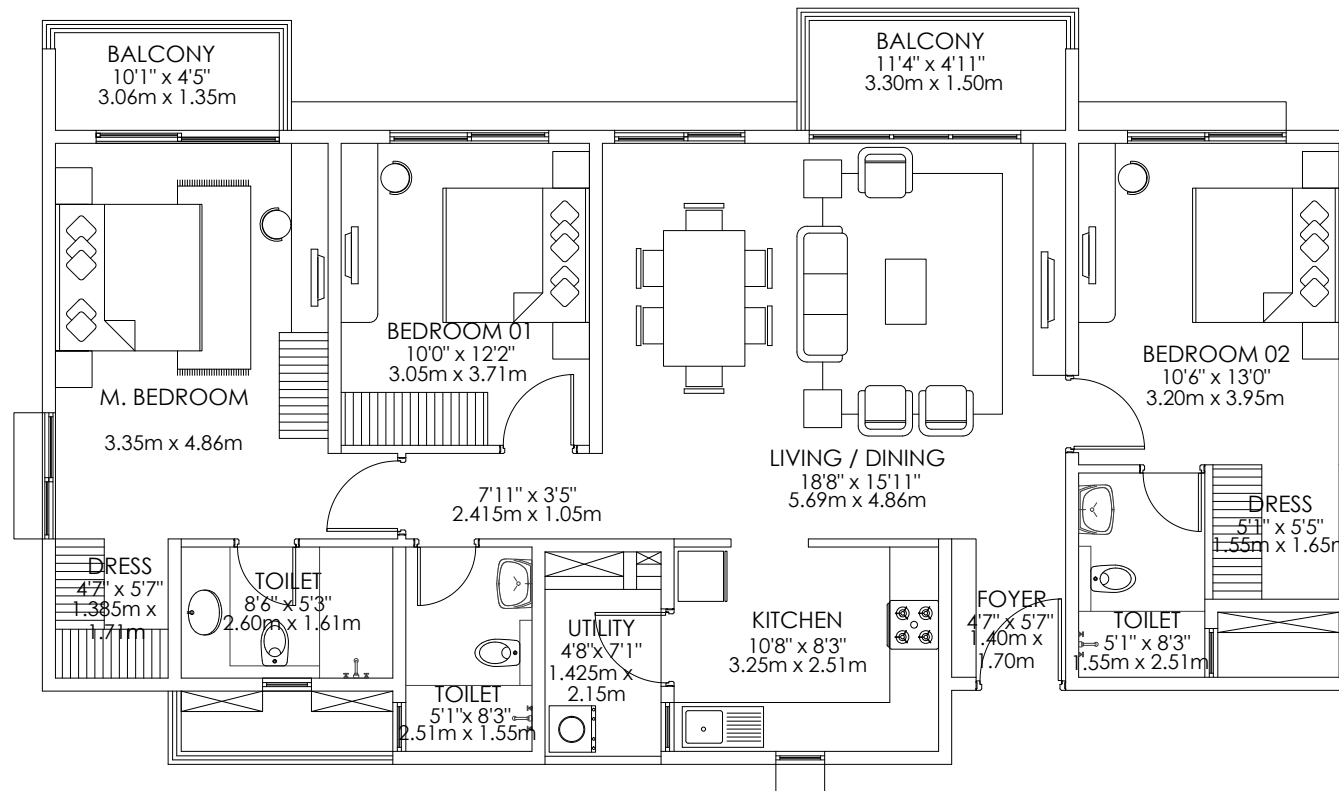 BALCONY
10'1" x 4'5"
3.06m x 1.35m
BALCONY
11'4" x 4'11"
3.30m x 1.50m
BEDROOM 01
10'0" x 12'2"
3.05m x 3.71m
BEDROOM 02
10'6" x 13'0"
3.20m x 3.95m
M. BEDROOM
3.35m x 4.86m
LIVING / DINING
18'8" x 15'11"
5.69m x 4.86m
7'11" x 3'5"
2.415m x 1.05m
DRESS
5'1" x 5'5"
1.55m x 1.65m
DRESS
4'7" x 5'7"
1.385m x
1.71m
TOILET
8'6" x 5'3"
2.60m x 1.61m
UTILITY
4'8"x 7'1"
1.425m x
2.15m
KITCHEN
10'8" x 8'3"
3.25m x 2.51m
FOYER
4'7" x 5'7"
1.40m x
1.70m
TOILET
5'1" x 8'3"
1.55m x 2.51m
TOILET
5'1"x 8'3"
2.51m x 1.55m